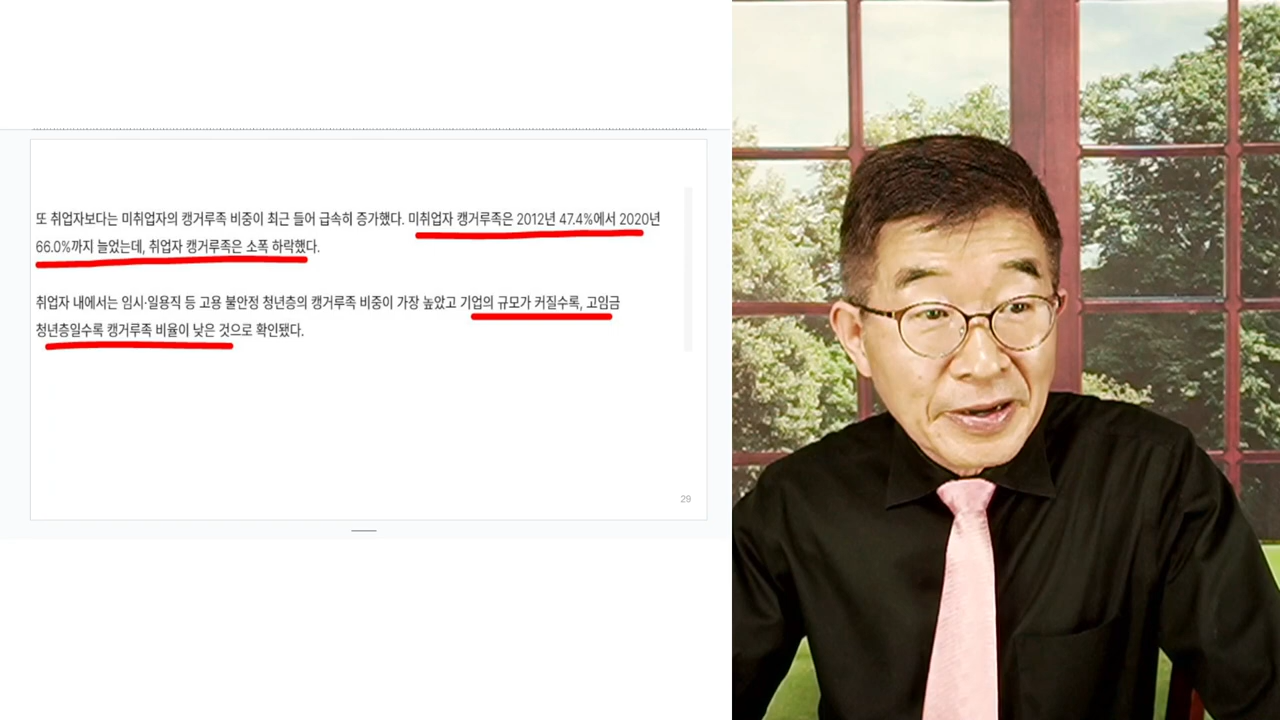 또 취업자보다는 미취업자의 캥거루족 비중이 최근 들어 급속히 증가했다. 미취업자 캥거루족은 2012년 47.4%에서 2020년
66.0%까지 늘었는데, 취업자 캥거루족은 소폭 하락했다.
취업자 내에서는 임시·일용직 등 고용 불안정 청년층의 캥거루족 비중이 가장 높았고 기업의 규모가 커질수록, 고임금
청년층일수록 캥거루족 비율이 낮은 것으로 확인됐다.
29